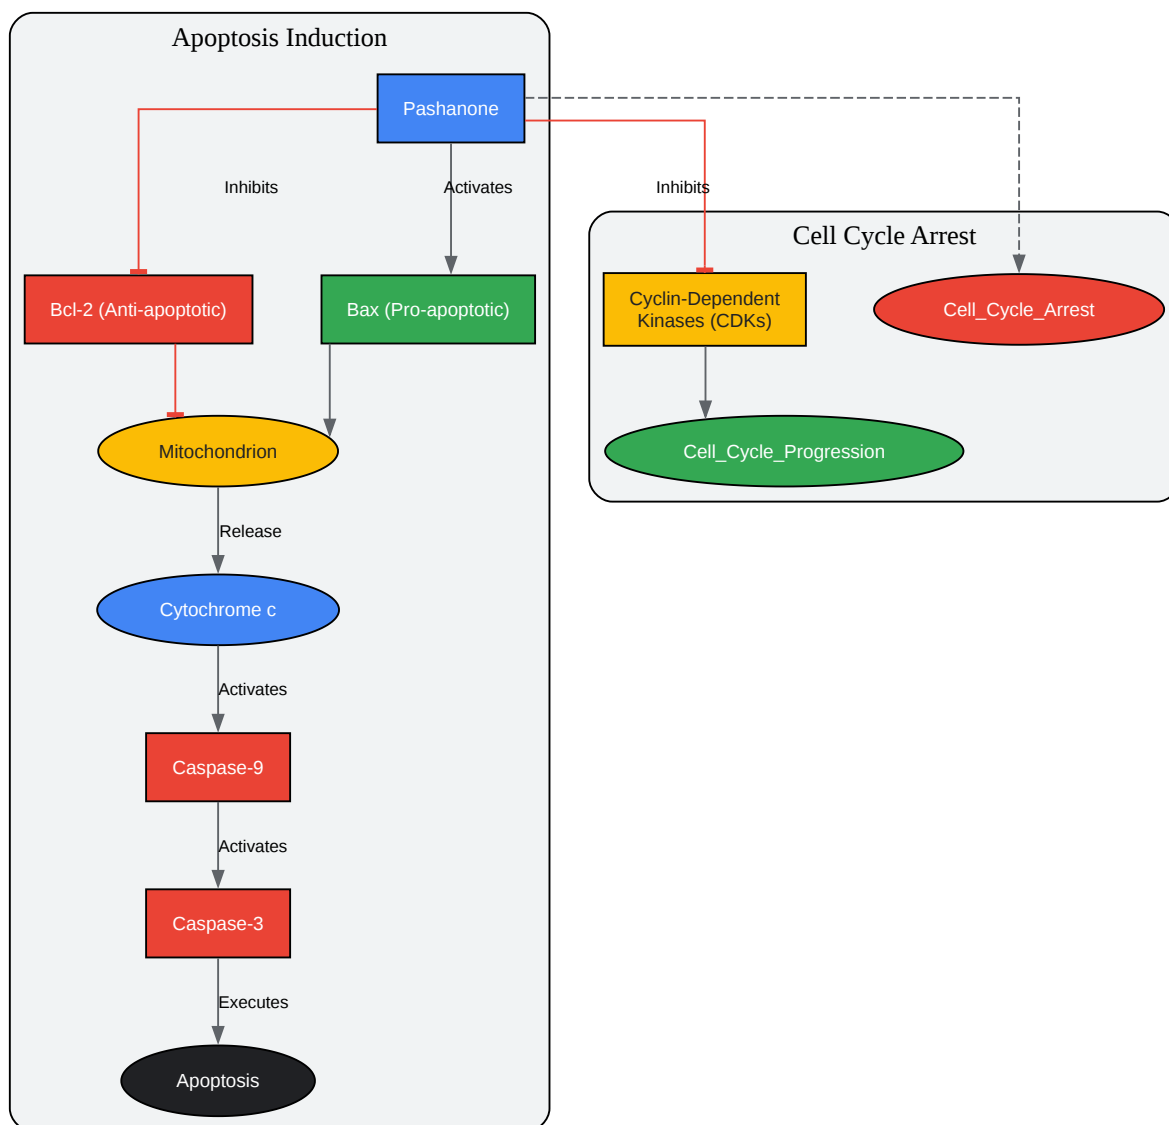 Apoptosis Induction
Pashanone
Inhibits
Activates
Inhibits
Cell Cycle Arrest
Bcl-2 (Anti-apoptotic)
Bax (Pro-apoptotic)
Cyclin-Dependent
Kinases (CDKs)
Cell_Cycle_Arrest
Mitochondrion
Cell_Cycle_Progression
Release
Cytochrome c
Activates
Caspase-9
Activates
Caspase-3
Executes
Apoptosis